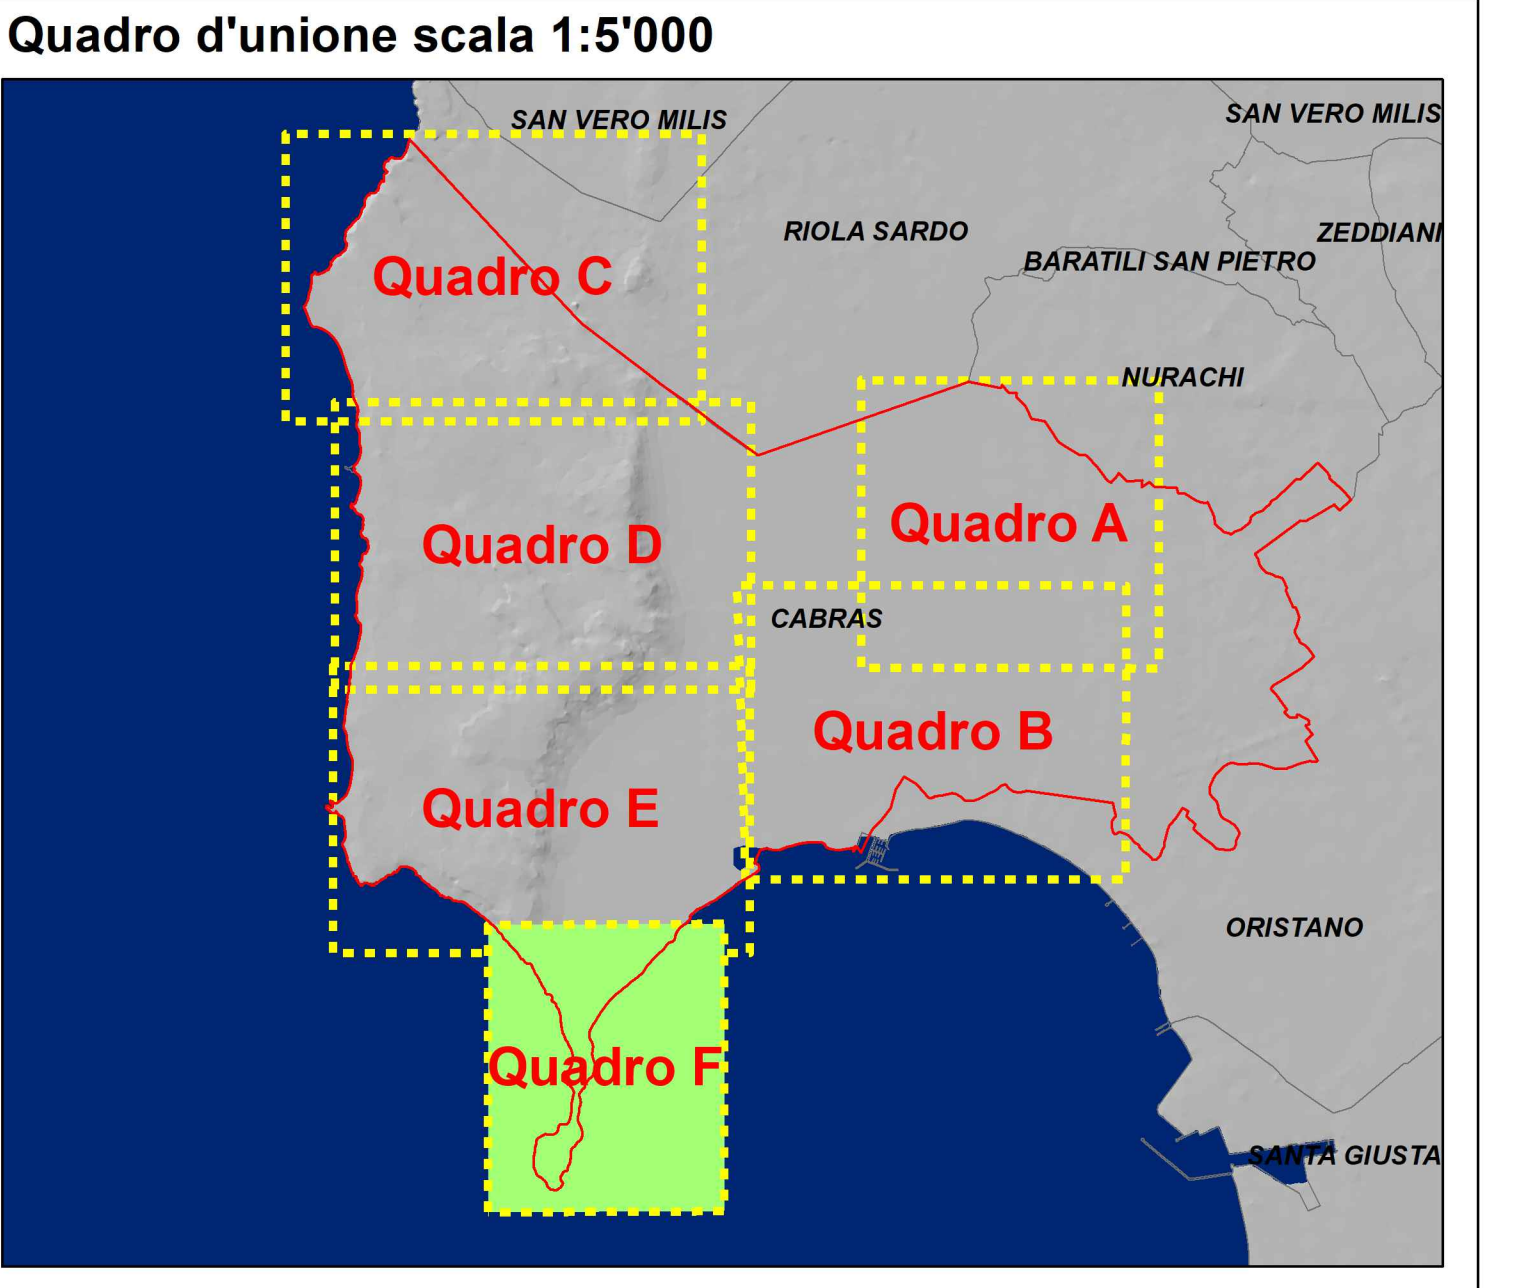 Quadro d'unione scala 1:5'000
SAN VERO MILIS
SAN VERO MILIS
RIOLA SARDO
ZEDDIANI
BARATILI SAN PIETRO
Quadro C
NURACHI
Quadro A
Quadro D
CABRAS
Quadro B
Quadro E
ORISTANO
Quadro F
SANTA GIUSTA